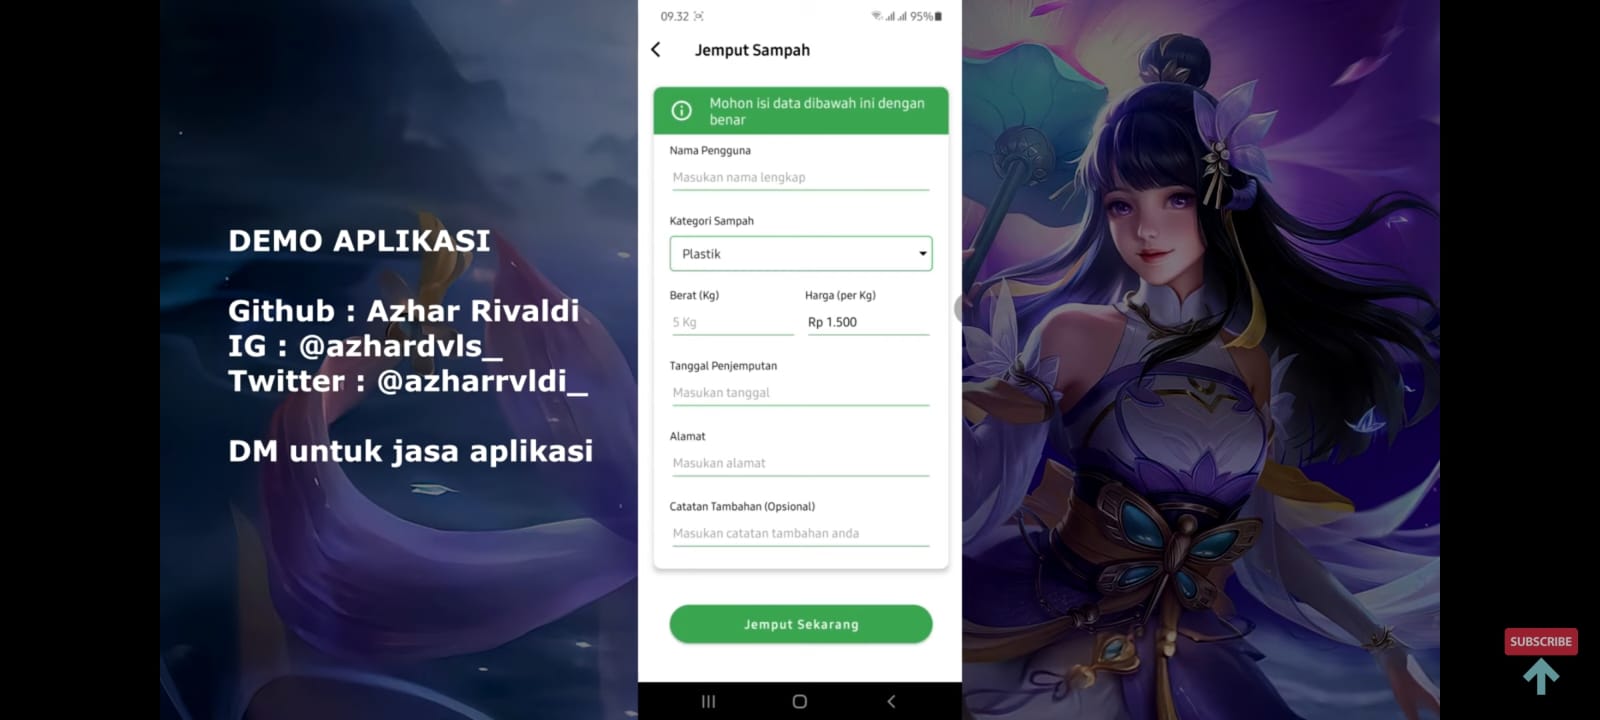 DEMO APLIKASI
Github : Azhar Rivaldi
IG : @azhardvls_
Twitter : @azharrvldi_
DM untuk jasa aplikasi
09.32
95%
Jemput Sampah
Mohon isi data dibawah ini dengan
benar
Nama Pengguna
Masukan nama lengkap
Kategori Sampah
Plastik
Berat (Kg)
Harga (per Kg)
5 Kg
Rp 1.500
Tanggal Penjemputan
Masukan tanggal
Alamat
Masukan alamat
Catatan Tambahan (Opsional)
Masukan catatan tambahan anda
Jemput Sekarang
SUBSCRIBE